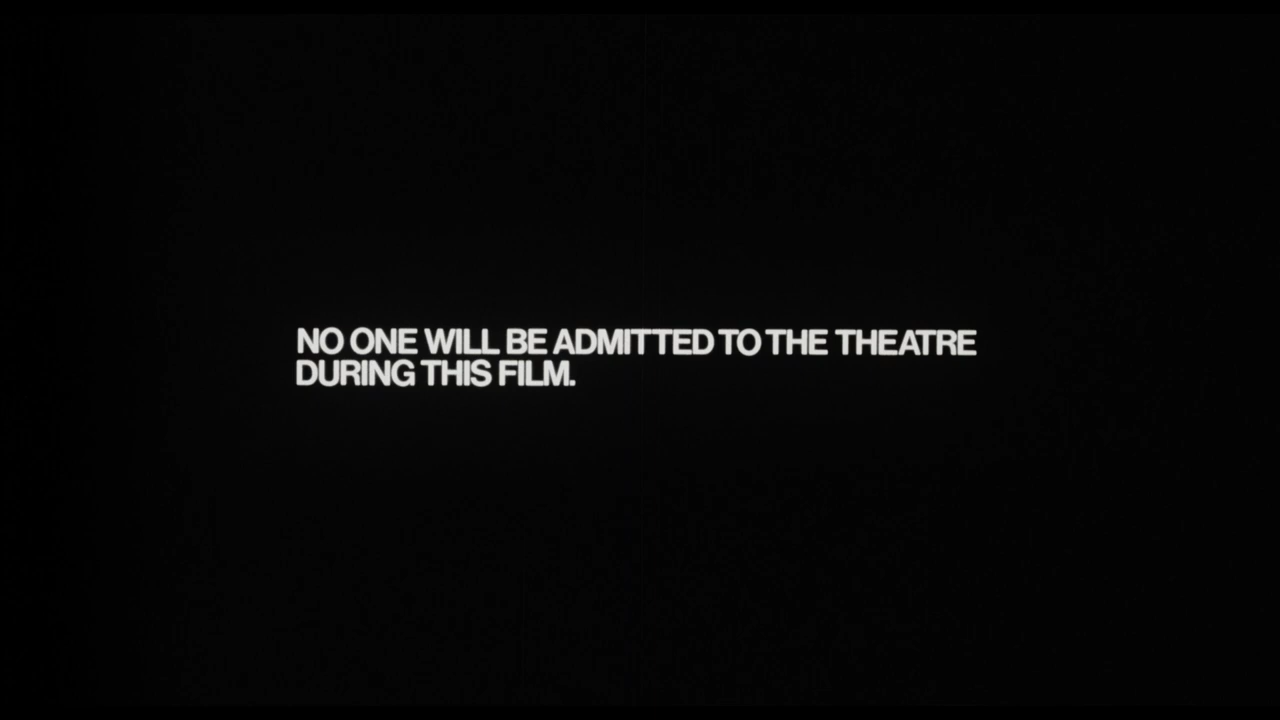 NO ONE WILL BE ADMITTED TO THE THEATRE
DURING THIS FILM.